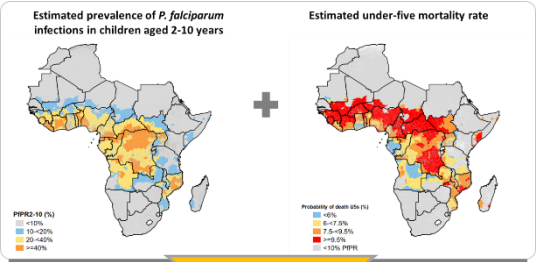 Estimated prevalence of P. falciparum
infections in children aged 2-10 years
PfPR2-10 (%)
<10%
10-<20%
20-<40%
>=40%
+
Estimated under-five mortality rate
Probability of death U5s (%)
<6%
6-<7.5%
7.5-<9.5%
>=9.5%
<10% PfPR